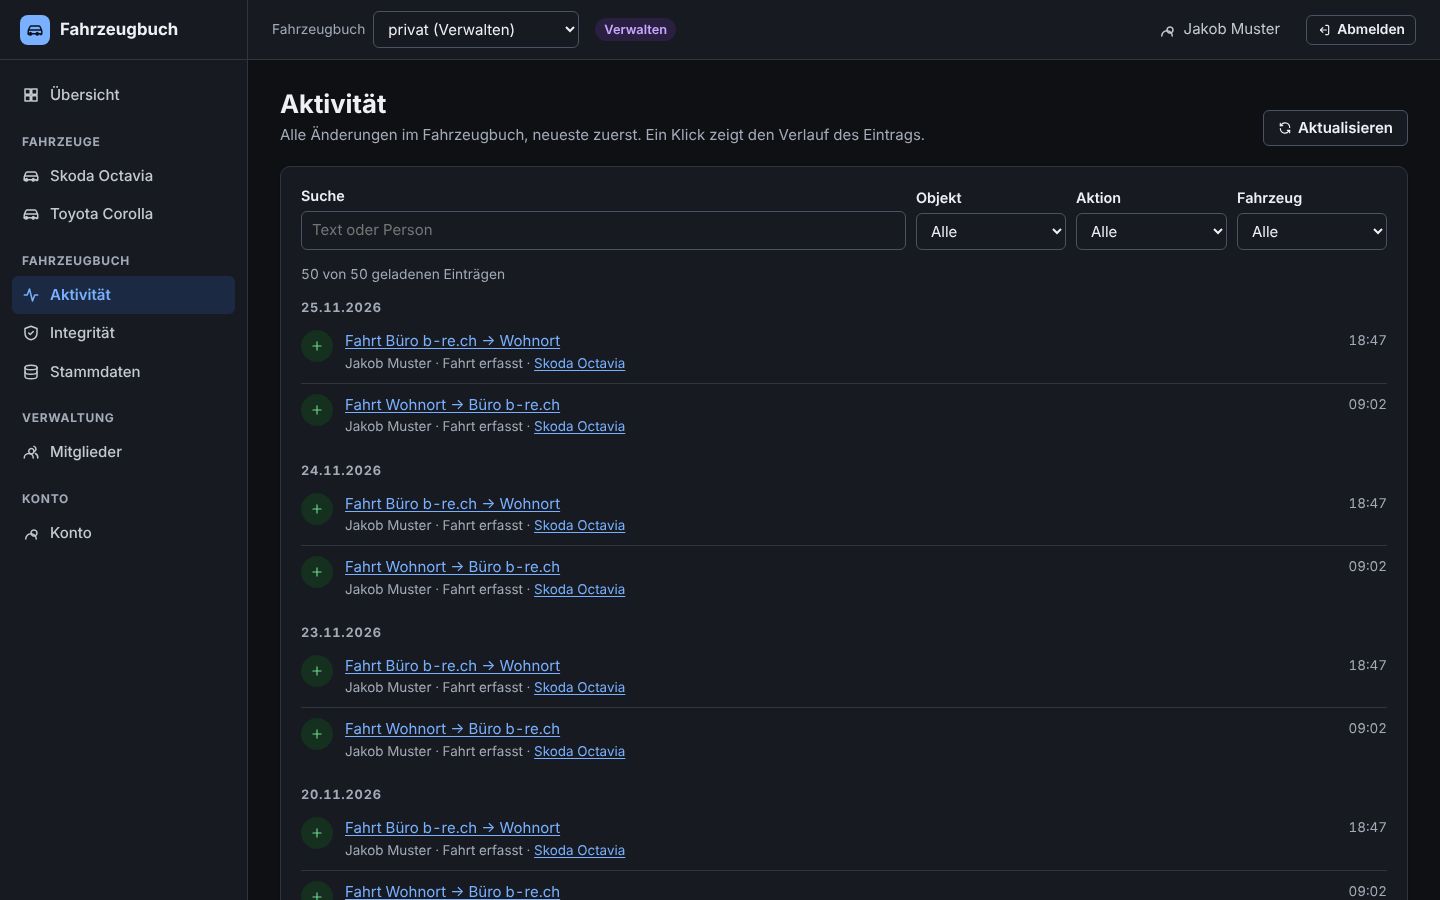 Fahrzeugbuch
Fahrzeugbuch privat (Verwalten) Verwalten Jakob Muster Abmelden
Übersicht
FAHRZEUGE
Skoda Octavia
Toyota Corolla
FAHRZEUGBUCH
Aktivität
Integrität
Stammdaten
VERWALTUNG
Mitglieder
KONTO
Konto
Aktivität
Alle Änderungen im Fahrzeugbuch, neueste zuerst. Ein Klick zeigt den Verlauf des Eintrags.
Aktualisieren
Suche Objekt Aktion Fahrzeug
Text oder Person Alle Alle Alle
50 von 50 geladenen Einträgen
25.11.2026
Fahrt Büro b-re.ch → Wohnort 18:47
Jakob Muster · Fahrt erfasst · Skoda Octavia
Fahrt Wohnort → Büro b-re.ch 09:02
Jakob Muster · Fahrt erfasst · Skoda Octavia
24.11.2026
Fahrt Büro b-re.ch → Wohnort 18:47
Jakob Muster · Fahrt erfasst · Skoda Octavia
Fahrt Wohnort → Büro b-re.ch 09:02
Jakob Muster · Fahrt erfasst · Skoda Octavia
23.11.2026
Fahrt Büro b-re.ch → Wohnort 18:47
Jakob Muster · Fahrt erfasst · Skoda Octavia
Fahrt Wohnort → Büro b-re.ch 09:02
Jakob Muster · Fahrt erfasst · Skoda Octavia
20.11.2026
Fahrt Büro b-re.ch → Wohnort 18:47
Jakob Muster · Fahrt erfasst · Skoda Octavia
Fahrt Wohnort → Büro b-re.ch 09:02